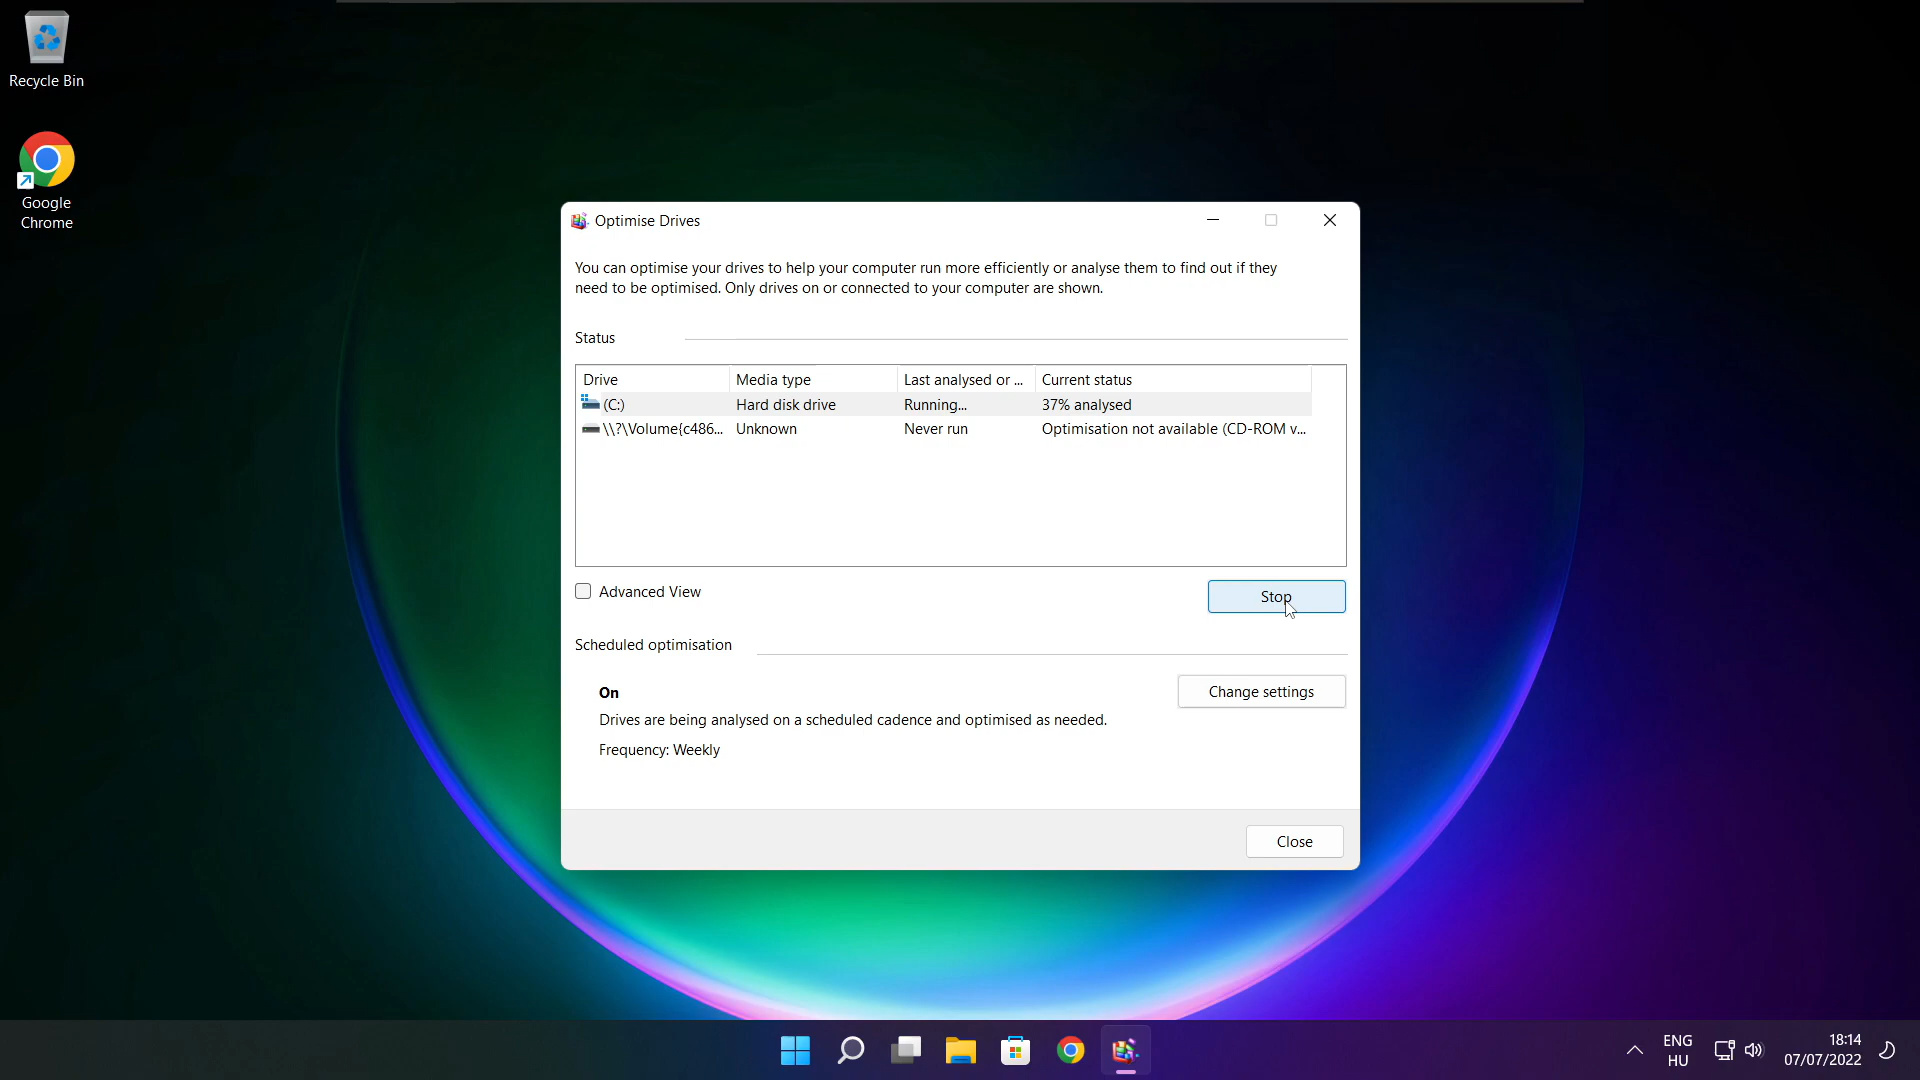 Recycle Bin
Google
Chrome
Optimise Drives
You can optimise your drives to help your computer run more efficiently or analyse them to find out if they
need to be optimised. Only drives on or connected to your computer are shown.
Status
Drive Media type Last analysed or ... Current status
(C:) Hard disk drive Running... 37% analysed
\\?\Volume{c486... Unknown Never run Optimisation not available (CD-ROM v...
Advanced View
Stop
Scheduled optimisation
On
Change settings
Drives are being analysed on a scheduled cadence and optimised as needed.
Frequency: Weekly
Close
ENG
HU
18:14
07/07/2022